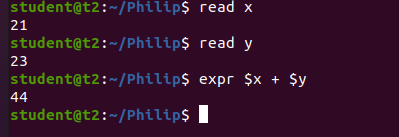 student@t2:~/Philip$ read x
21
student@t2:~/Philip$ read y
23
student@t2:~/Philip$ expr $x + $y
44
student@t2:~/Philip$